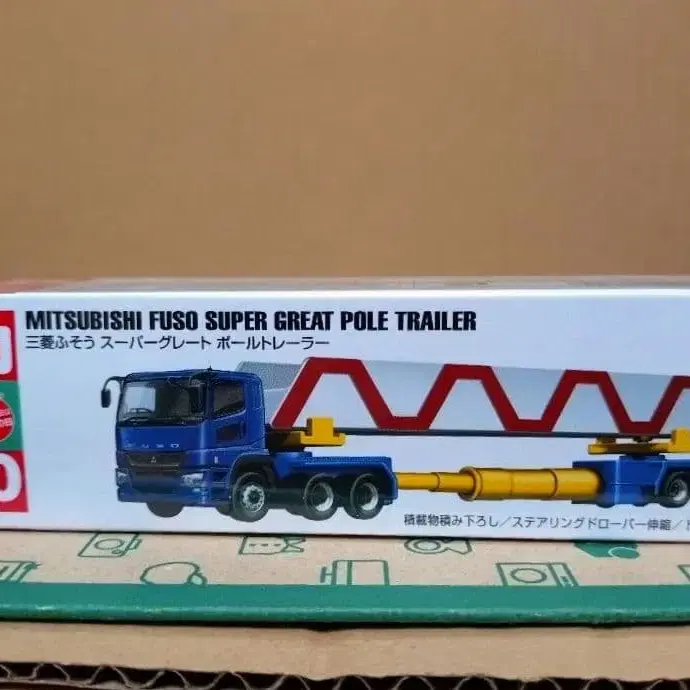 MITSUBISHI FUSO SUPER GREAT POLE TRAILER
三菱ふそう スーパーグレート ポールトレーラー
FUSO
積載物積み下ろし/ステアリングドローバー伸縮/
0